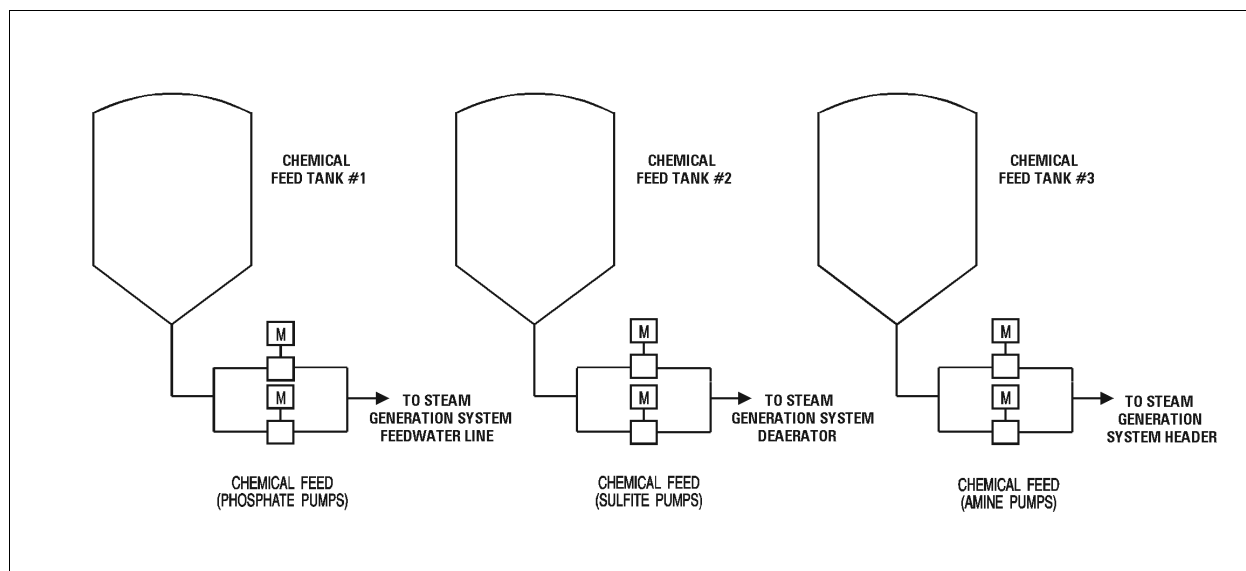 CHEMICAL
FEED TANK #1
CHEMICAL
FEED TANK #2
CHEMICAL
FEED TANK #3
M
M
M
M
M
M
TO STEAM
GENERATION SYSTEM
FEEDWATER LINE
TO STEAM
GENERATION SYSTEM
DEAERATOR
TO STEAM
GENERATION
SYSTEM HEADER
CHEMICAL FEED
(PHOSPHATE PUMPS)
CHEMICAL FEED
(SULFITE PUMPS)
CHEMICAL FEED
(AMINE PUMPS)